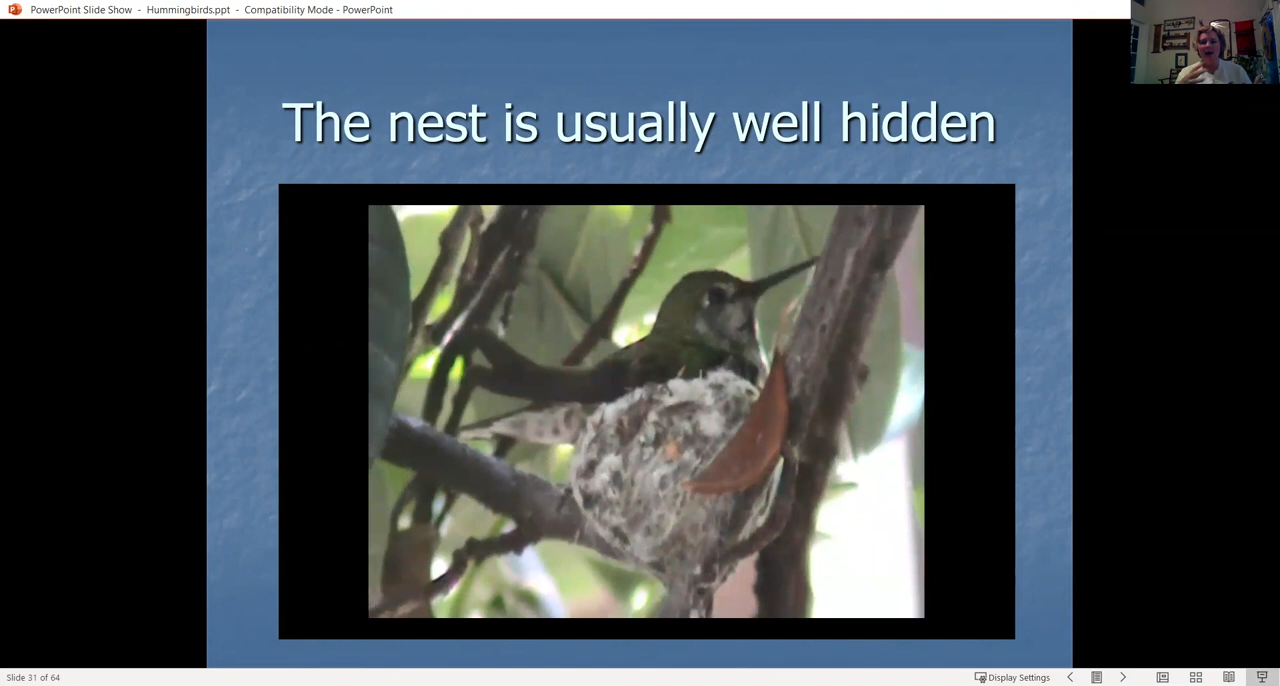 PowerPoint Slide Show - Hummingbirds.ppt - Compatibility Mode - PowerPoint
The nest is usually well hidden
Slide 31 of 64
Display Settings